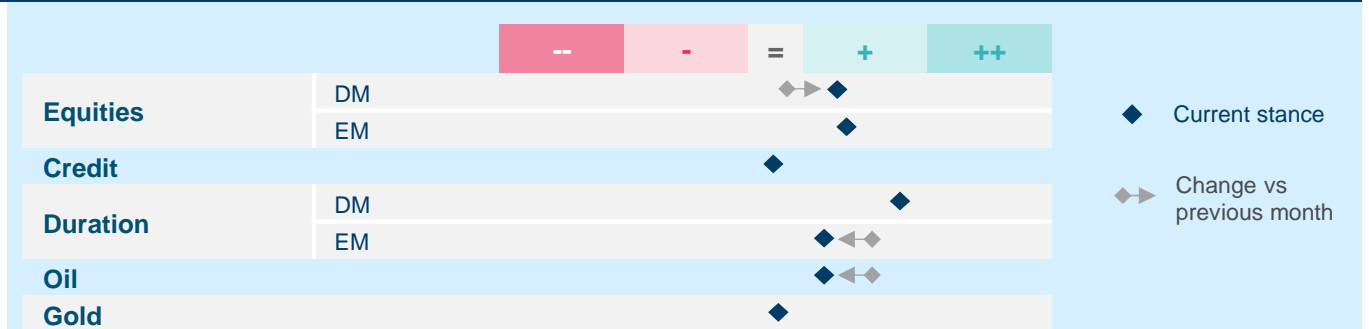 -- - = + ++
Equities
DM
EM
Credit
Duration
DM
EM
Oil
Gold
Current stance
Change vs
previous month